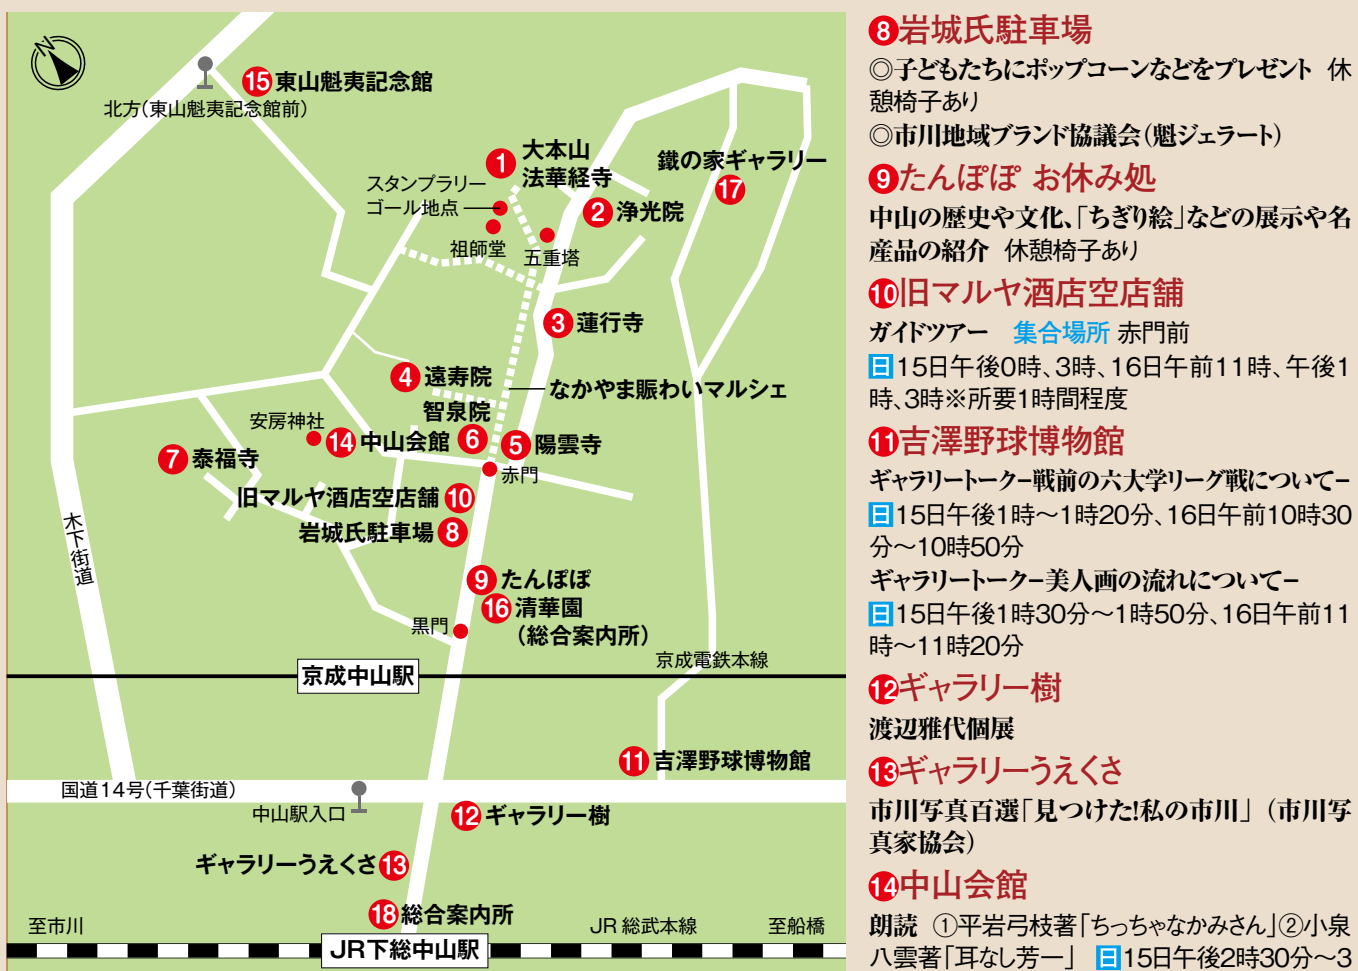 N
15 東山魁夷記念館
北方(東山魁夷記念館前)
1 大本山
法華経寺
スタンプラリー
ゴール地点
鐵の家ギャラリー
17
2 浄光院
祖師堂
五重塔
3 蓮行寺
4 遠寿院
なかやま賑わいマルシェ
智泉院
6
5 陽雲寺
安房神社
14 中山会館
7 泰福寺
赤門
旧マルヤ酒店空店舗 10
岩城氏駐車場 8
木下街道
9 たんぽぽ
16 清華園
(総合案内所)
黒門
京成電鉄本線
京成中山駅
11 吉澤野球博物館
国道14号(千葉街道)
中山駅入口
12 ギャラリー樹
ギャラリーうえくさ 13
18 総合案内所
至市川
JR 総武本線
至船橋
JR下総中山駅
8岩城氏駐車場
◎子どもたちにポップコーンなどをプレゼント 休
憩椅子あり
◎市川地域ブランド協議会(魁ジェラート)
9たんぽぽ お休み処
中山の歴史や文化、「ちぎり絵」などの展示や名
産品の紹介 休憩椅子あり
10旧マルヤ酒店空店舗
ガイドツアー 集合場所 赤門前
日15日午後0時、3時、16日午前11時、午後1
時、3時※所要1時間程度
11吉澤野球博物館
ギャラリートーク−戦前の六大学リーグ戦について−
日15日午後1時〜1時20分、16日午前10時30
分〜10時50分
ギャラリートーク−美人画の流れについて−
日15日午後1時30分〜1時50分、16日午前11
時〜11時20分
12ギャラリー樹
渡辺雅代個展
13ギャラリーうえくさ
市川写真百選「見つけた!私の市川」(市川写
真家協会)
14中山会館
朗読 ①平岩弓枝著「ちっちゃなかみさん」②小泉
八雲著「耳なし芳一」 日15日午後2時30分〜3